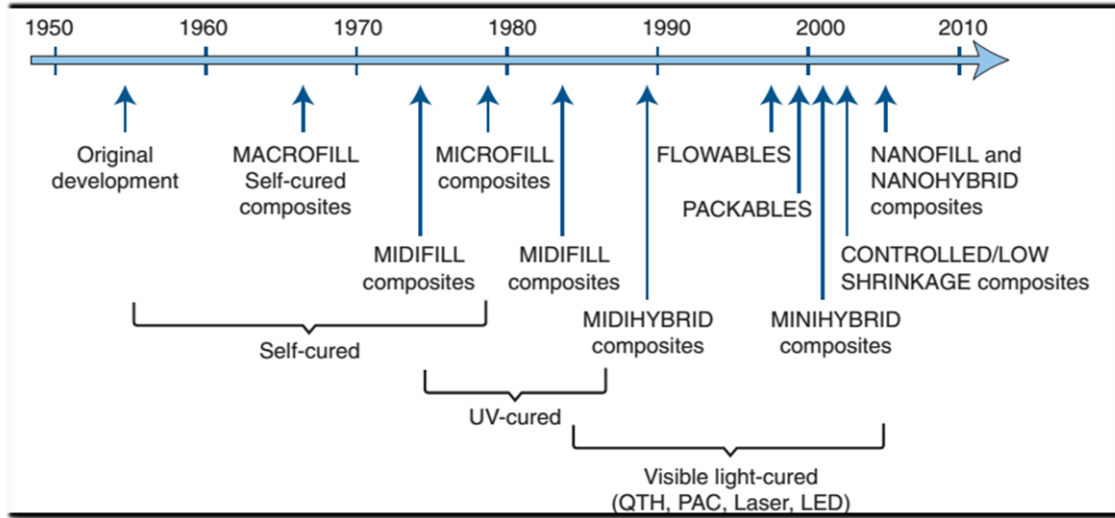 1950 1960 1970 1980 1990 2000 2010
Original
development
MACROFILL
Self-cured
composites
MIDIFILL
composites
MICROFILL
composites
MIDIFILL
composites
MIDIHYBRID
composites
FLOWABLES
PACKABLES
MINIHYBRID
composites
CONTROLLED/LOW
SHRINKAGE composites
NANOFILL and
NANOHYBRID
composites
Self-cured
UV-cured
Visible light-cured
(QTH, PAC, Laser, LED)